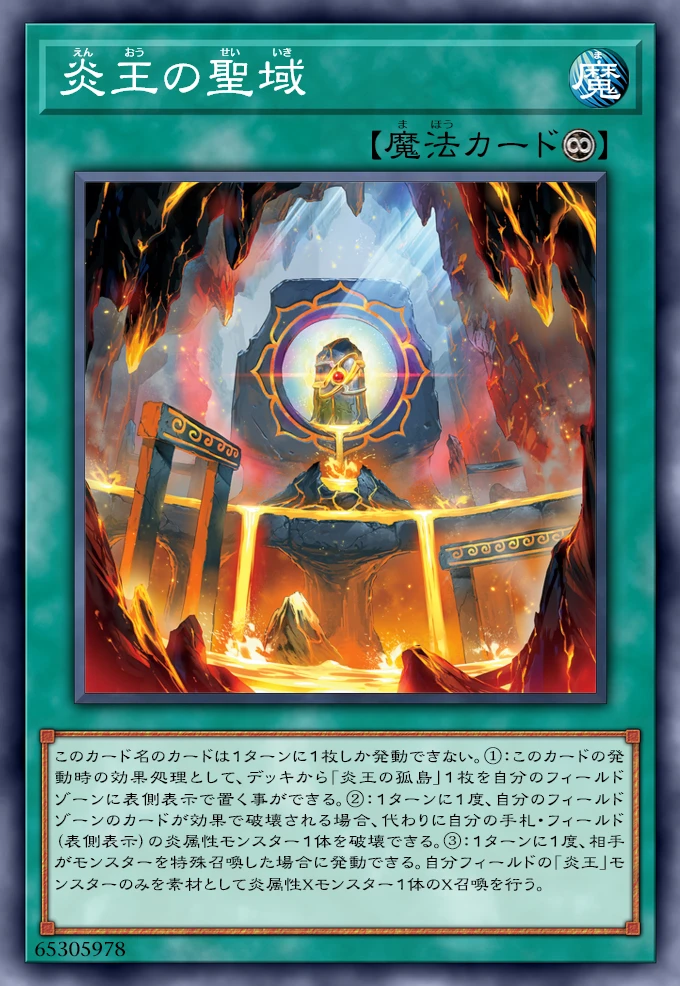 炎王の聖域
えん おう せい いき
魔
ま
【魔法カード】
ま ほう
このカード名のカードは1ターンに1枚しか発動できない。①:このカードの発
動時の効果処理として、デッキから「炎王の孤島」1枚を自分のフィールド
ゾーンに表側表示で置く事ができる。②:1ターンに1度、自分のフィールド
ゾーンのカードが効果で破壊される場合、代わりに自分の手札・フィールド
(表側表示)の炎属性モンスター1体を破壊できる。③:1ターンに1度、相手
がモンスターを特殊召喚した場合に発動できる。自分フィールドの「炎王」モ
ンスターのみを素材として炎属性Xモンスター1体のX召喚を行う。
65305978